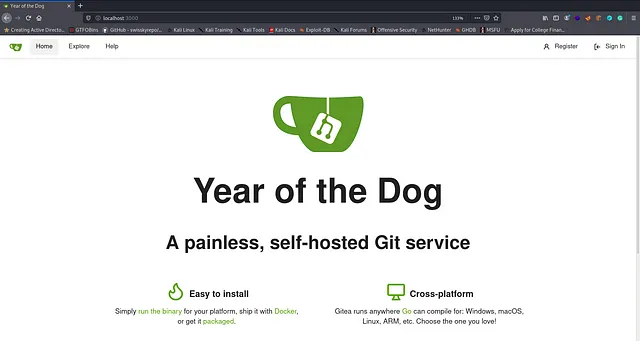 Year of the Dog
localhost:3000
133%
Creating Active Directo...
GTFOBins
GitHub - swisskyrepo/...
Kali Linux
Kali Training
Kali Tools
Kali Docs
Exploit-DB
Kali Forums
Offensive Security
NetHunter
GHDB
MSFU
Apply for College Finan...
Home
Explore
Help
Register
Sign In
Year of the Dog
A painless, self-hosted Git service
Easy to install
Simply run the binary for your platform, ship it with Docker,
or get it packaged.
Cross-platform
Gitea runs anywhere Go can compile for: Windows, macOS,
Linux, ARM, etc. Choose the one you love!